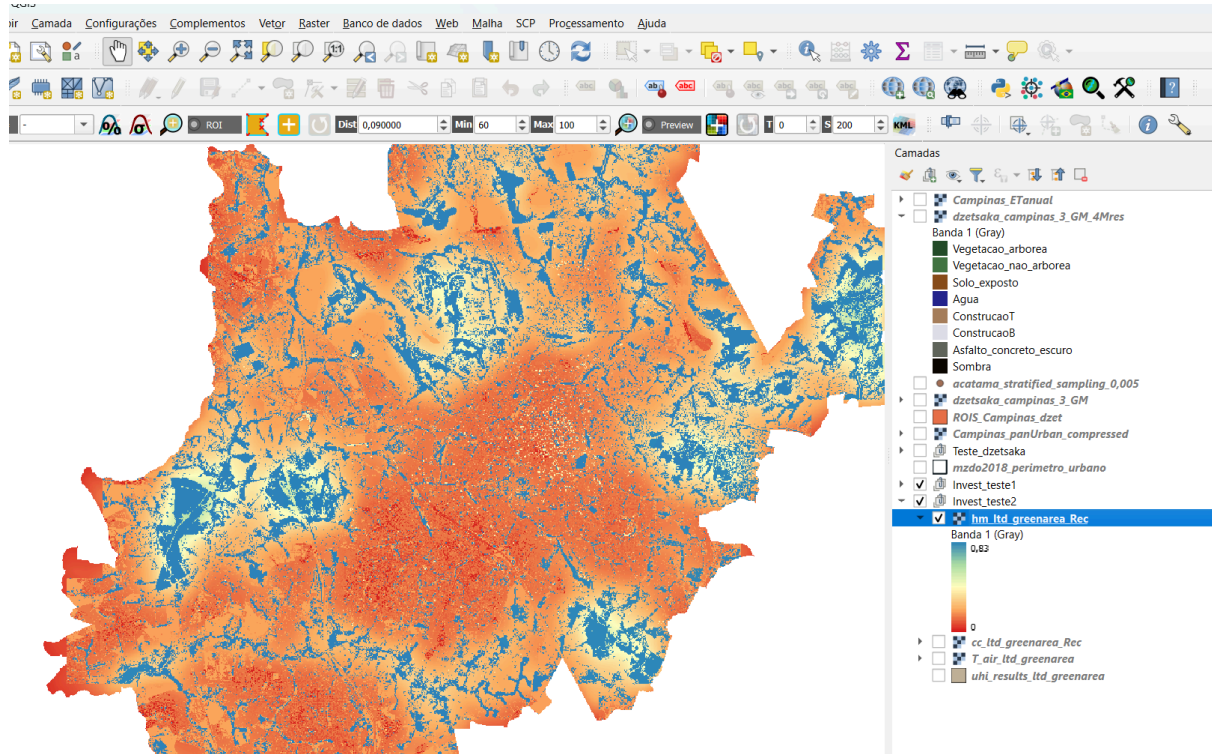 QGIS
Camada Configurações Complementos Vetor Raster Banco de dados Web Malha SCP Processamento Ajuda
- ROI Dist 0,090000 Min 60 Max 100 Preview T 0 S 200 KML
Camadas
Campinas_ETanual
dzetsaka_campinas_3_GM_4Mres
Banda 1 (Gray)
Vegetacao_arborea
Vegetacao_nao_arborea
Solo_exposto
Agua
ConstrucaoT
ConstrucaoB
Asfalto_concreto_escuro
Sombra
acatama_stratified_sampling_0,005
dzetsaka_campinas_3_GM
ROIS_Campinas_dzet
Campinas_panUrban_compressed
Teste_dzetsaka
mzdo2018_perimetro_urbano
Invest_teste1
Invest_teste2
hm_ltd_greenarea_Rec
Banda 1 (Gray)
0,83
0
cc_ltd_greenarea_Rec
T_air_ltd_greenarea
uhi_results_ltd_greenarea